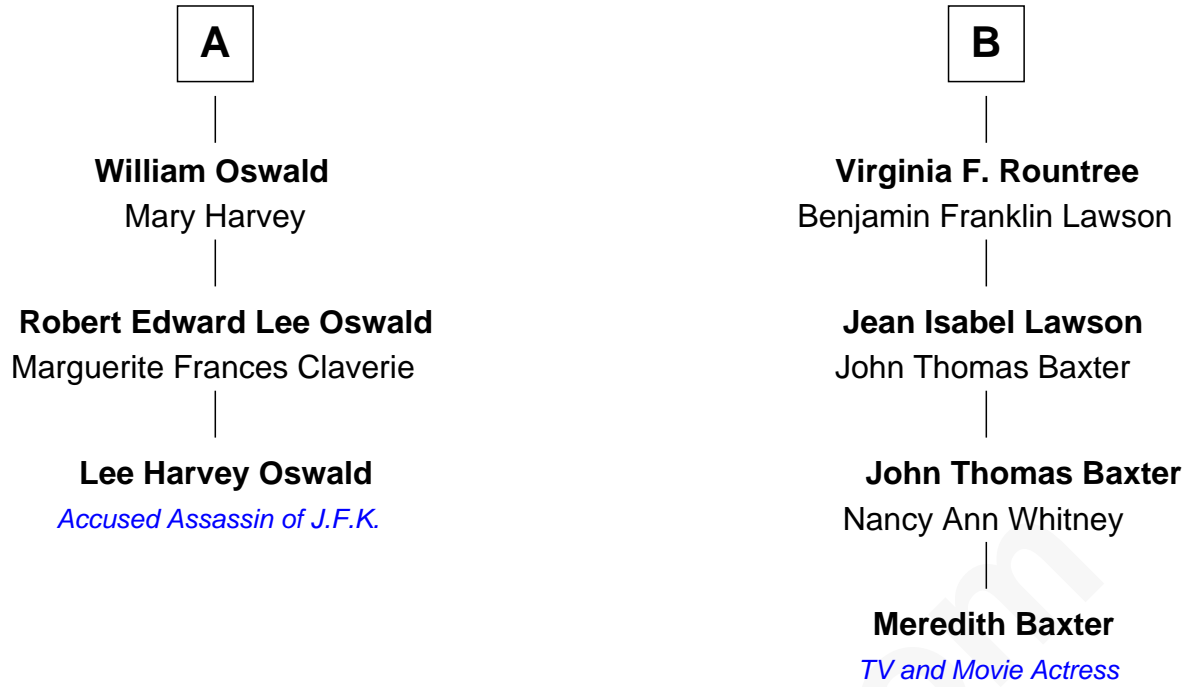 A
William Oswald
Mary Harvey
Robert Edward Lee Oswald
Marguerite Frances Claverie
Lee Harvey Oswald
Accused Assassin of J.F.K.
B
Virginia F. Rountree
Benjamin Franklin Lawson
Jean Isabel Lawson
John Thomas Baxter
John Thomas Baxter
Nancy Ann Whitney
Meredith Baxter
TV and Movie Actress